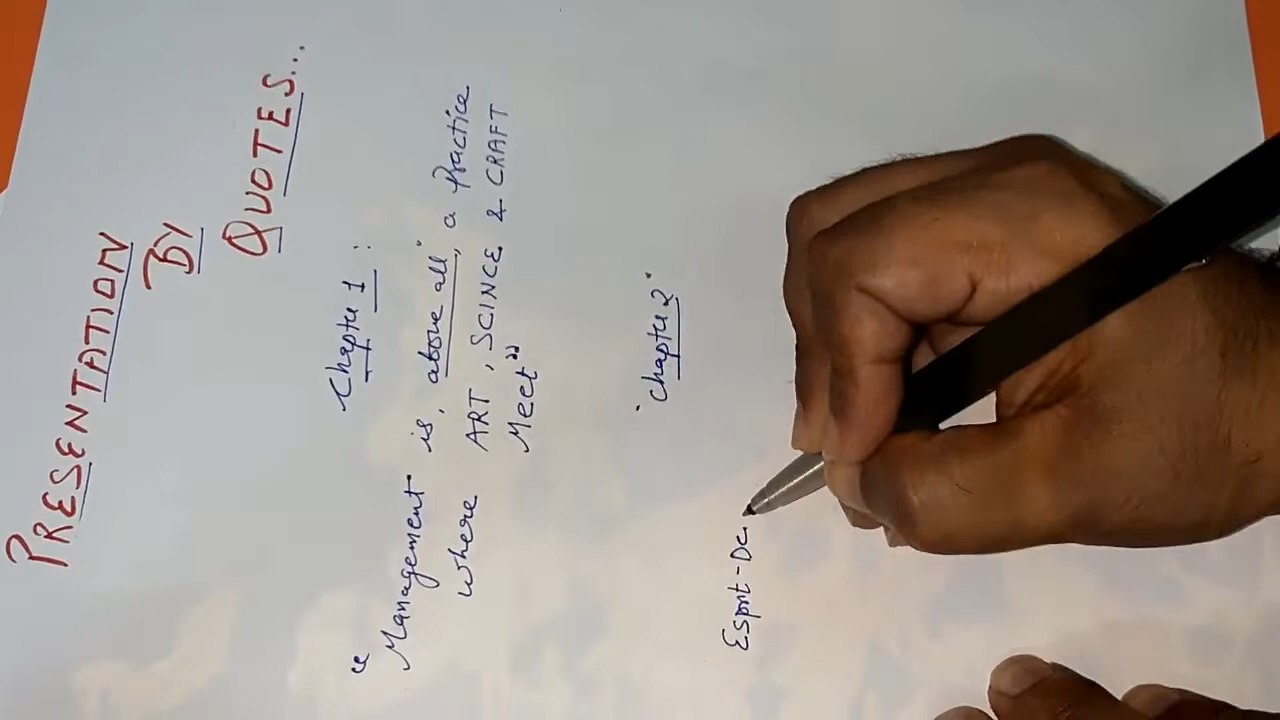 PRESENTATION
BY
QUOTES...
Chapter 1 :
“ Management is, above all, a Practice
where ART, SCINCE & CRAFT
Meet”
'Chapter 2'
Esprit-De